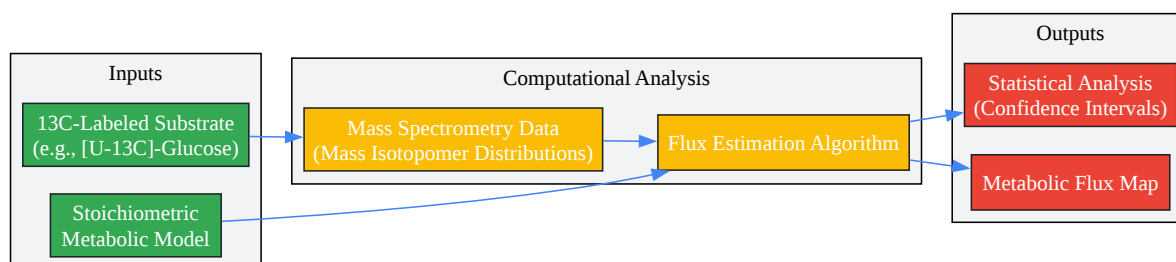 Inputs
13C-Labeled Substrate
(e.g., [U-13C]-Glucose)
Stoichiometric
Metabolic Model
Computational Analysis
Mass Spectrometry Data
(Mass Isotopomer Distributions)
Flux Estimation Algorithm
Outputs
Statistical Analysis
(Confidence Intervals)
Metabolic Flux Map